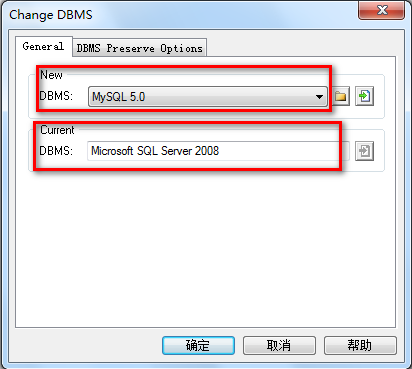 Change DBMS
General
DBMS Preserve Options
New
DBMS:
MySQL 5.0
Current
DBMS:
Microsoft SQL Server 2008
确定
取消
帮助